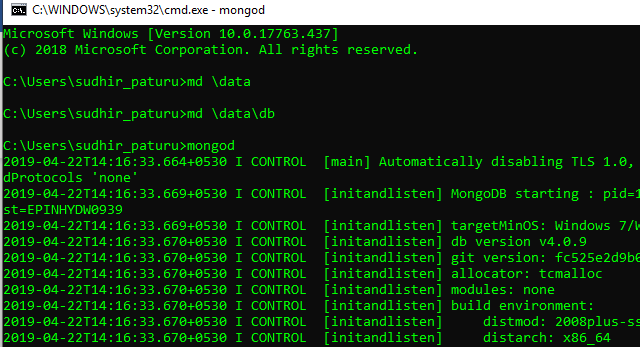 C:\WINDOWS\system32\cmd.exe - mongod
Microsoft Windows [Version 10.0.17763.437]
(c) 2018 Microsoft Corporation. All rights reserved.
C:\Users\sudhir_paturu>md \data
C:\Users\sudhir_paturu>md \data\db
C:\Users\sudhir_paturu>mongod
2019-04-22T14:16:33.664+0530 I CONTROL  [main] Automatically disabling TLS 1.0,
dProtocols 'none'
2019-04-22T14:16:33.669+0530 I CONTROL  [initandlisten] MongoDB starting : pid=1
st=EPINHYDW0939
2019-04-22T14:16:33.669+0530 I CONTROL  [initandlisten] targetMinOS: Windows 7/W
2019-04-22T14:16:33.670+0530 I CONTROL  [initandlisten] db version v4.0.9
2019-04-22T14:16:33.670+0530 I CONTROL  [initandlisten] git version: fc525e2d9b0
2019-04-22T14:16:33.670+0530 I CONTROL  [initandlisten] allocator: tcmalloc
2019-04-22T14:16:33.670+0530 I CONTROL  [initandlisten] modules: none
2019-04-22T14:16:33.670+0530 I CONTROL  [initandlisten] build environment:
2019-04-22T14:16:33.670+0530 I CONTROL  [initandlisten]     distmod: 2008plus-ss
2019-04-22T14:16:33.670+0530 I CONTROL  [initandlisten]     distarch: x86_64